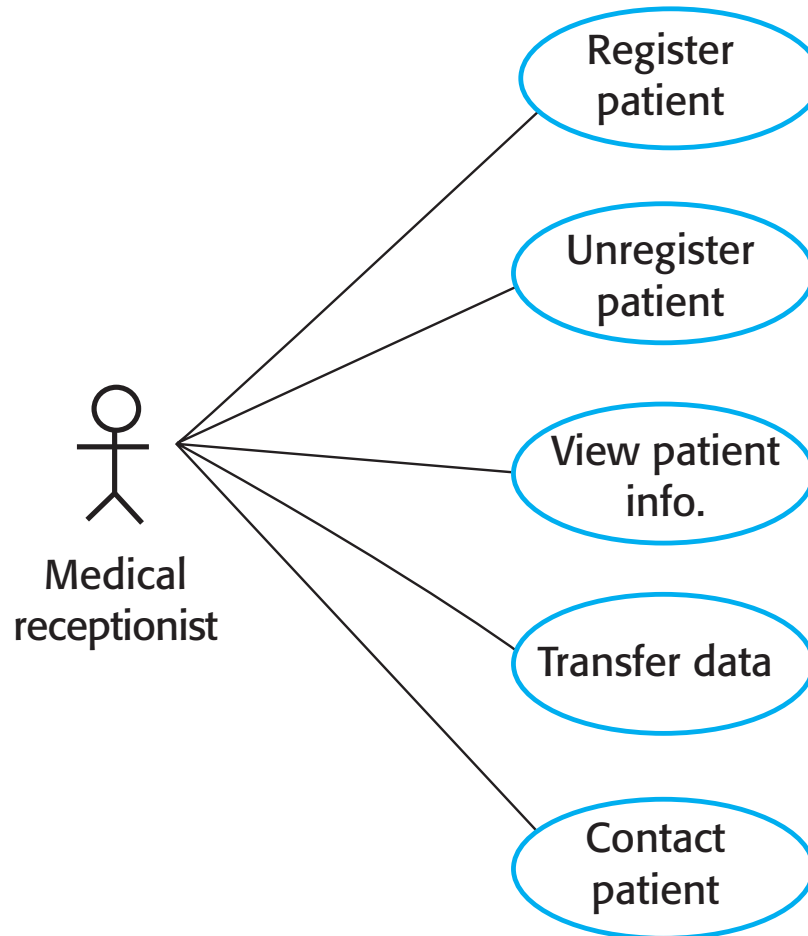 Register
patient
Unregister
patient
View patient
info.
Medical
receptionist
Transfer data
Contact
patient